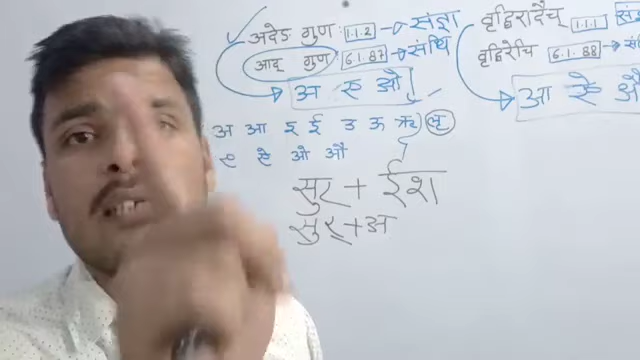 अदेङ् गुणः 1.1.2 → संज्ञा
आद् गुण 6.1.87 → संधि
अ ए ओ
अ आ इ ई उ ऊ ऋ लृ
ए ऐ ओ औ
सुर + ईश
सुर् + अ
वृद्धिरादैच् 1.1.1
वृद्धिरेचि 6.1.88 →
आ ऐ औ